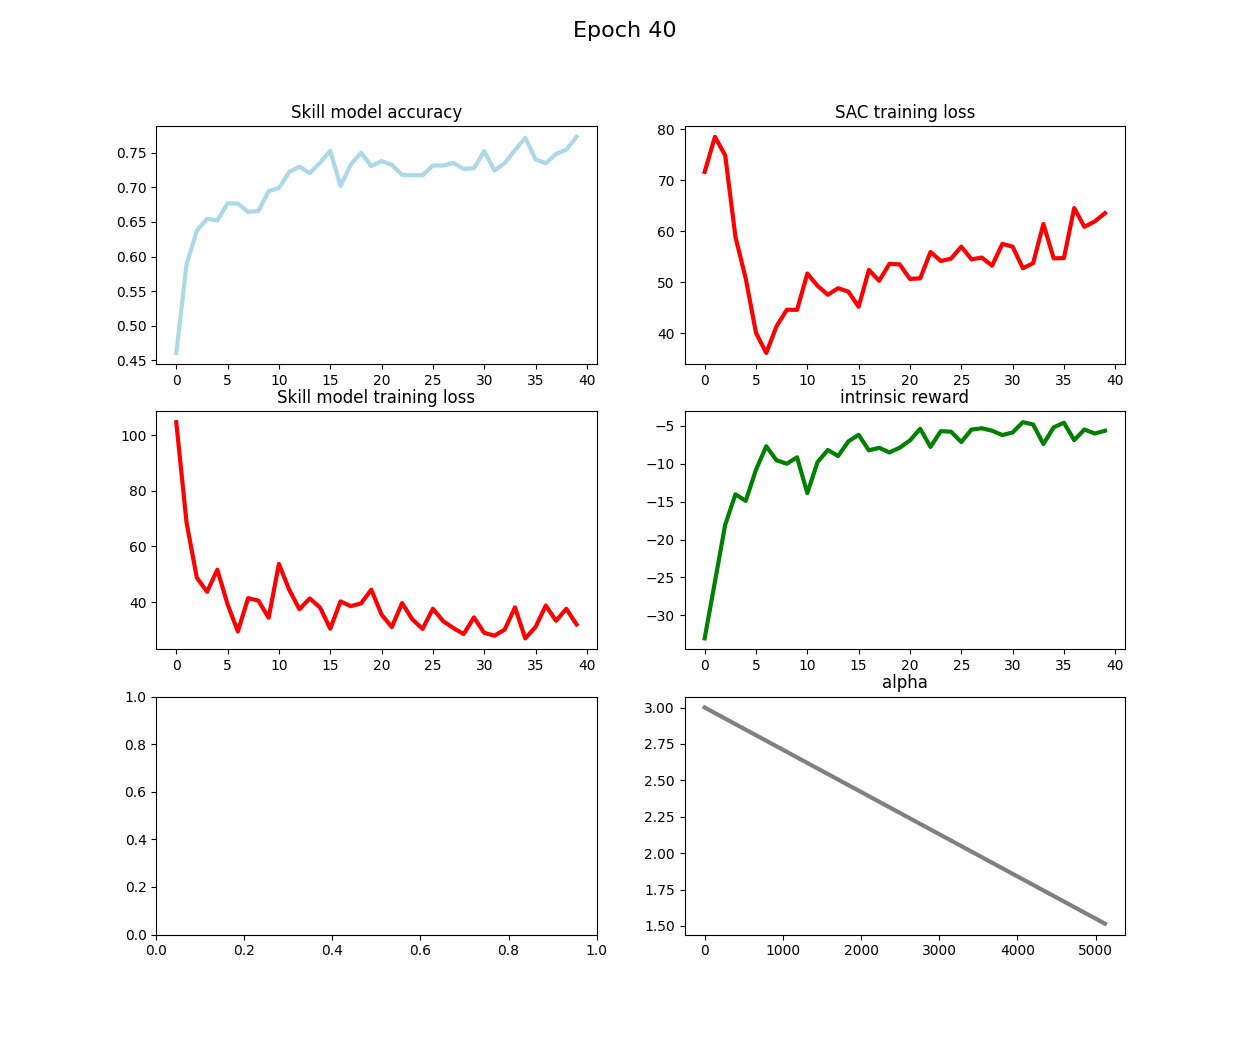 Epoch 40
Skill model accuracy
0.75
0.70
0.65
0.60
0.55
0.50
0.45
0 5 10 15 20 25 30 35 40
SAC training loss
80
70
60
50
40
0 5 10 15 20 25 30 35 40
Skill model training loss
100
80
60
40
0 5 10 15 20 25 30 35 40
intrinsic reward
−5
−10
−15
−20
−25
−30
0 5 10 15 20 25 30 35 40
1.0
0.8
0.6
0.4
0.2
0.0
0.0 0.2 0.4 0.6 0.8 1.0
alpha
3.00
2.75
2.50
2.25
2.00
1.75
1.50
0 1000 2000 3000 4000 5000